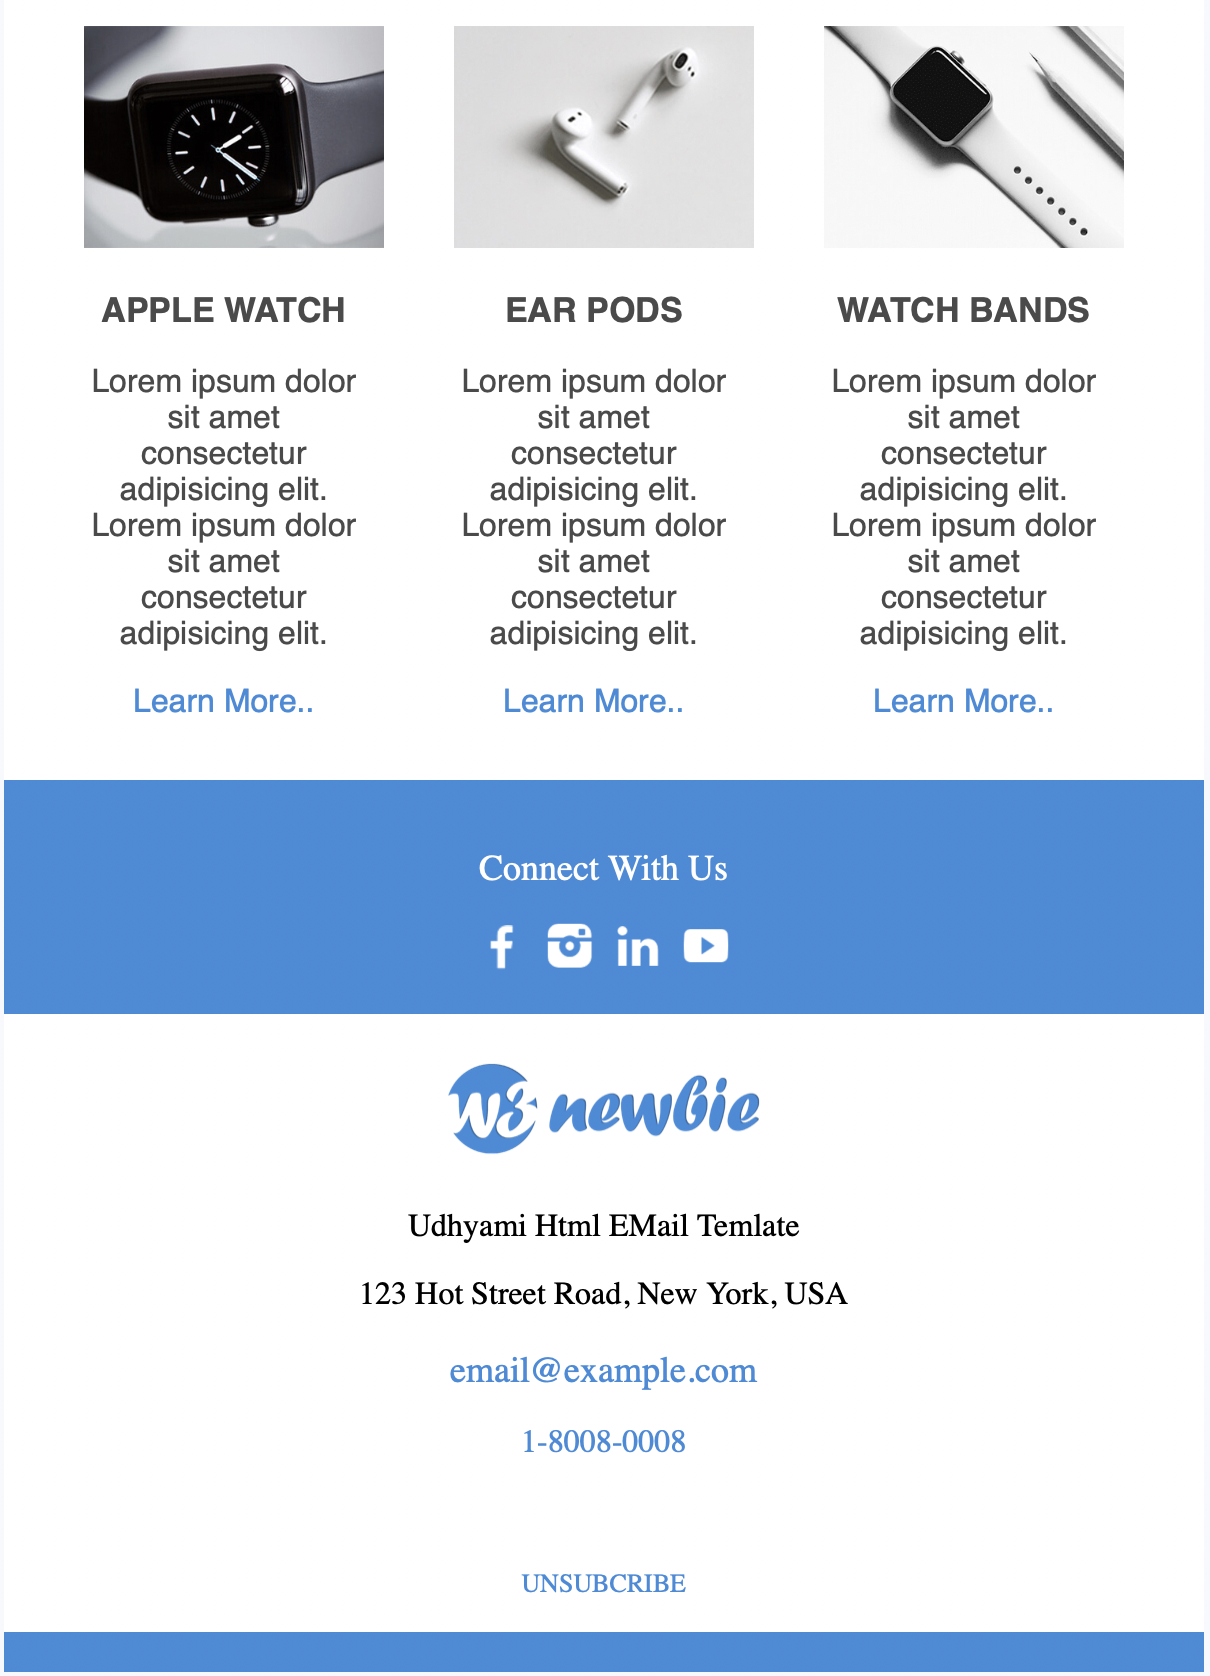 APPLE WATCH
Lorem ipsum dolor
sit amet
consectetur
adipisicing elit.
Lorem ipsum dolor
sit amet
consectetur
adipisicing elit.
Learn More..
EAR PODS
Lorem ipsum dolor
sit amet
consectetur
adipisicing elit.
Lorem ipsum dolor
sit amet
consectetur
adipisicing elit.
Learn More..
WATCH BANDS
Lorem ipsum dolor
sit amet
consectetur
adipisicing elit.
Lorem ipsum dolor
sit amet
consectetur
adipisicing elit.
Learn More..
Connect With Us
f in
w3 newbie
Udhyami Html EMail Temlate
123 Hot Street Road, New York, USA
email@example.com
1-8008-0008
UNSUBCRIBE